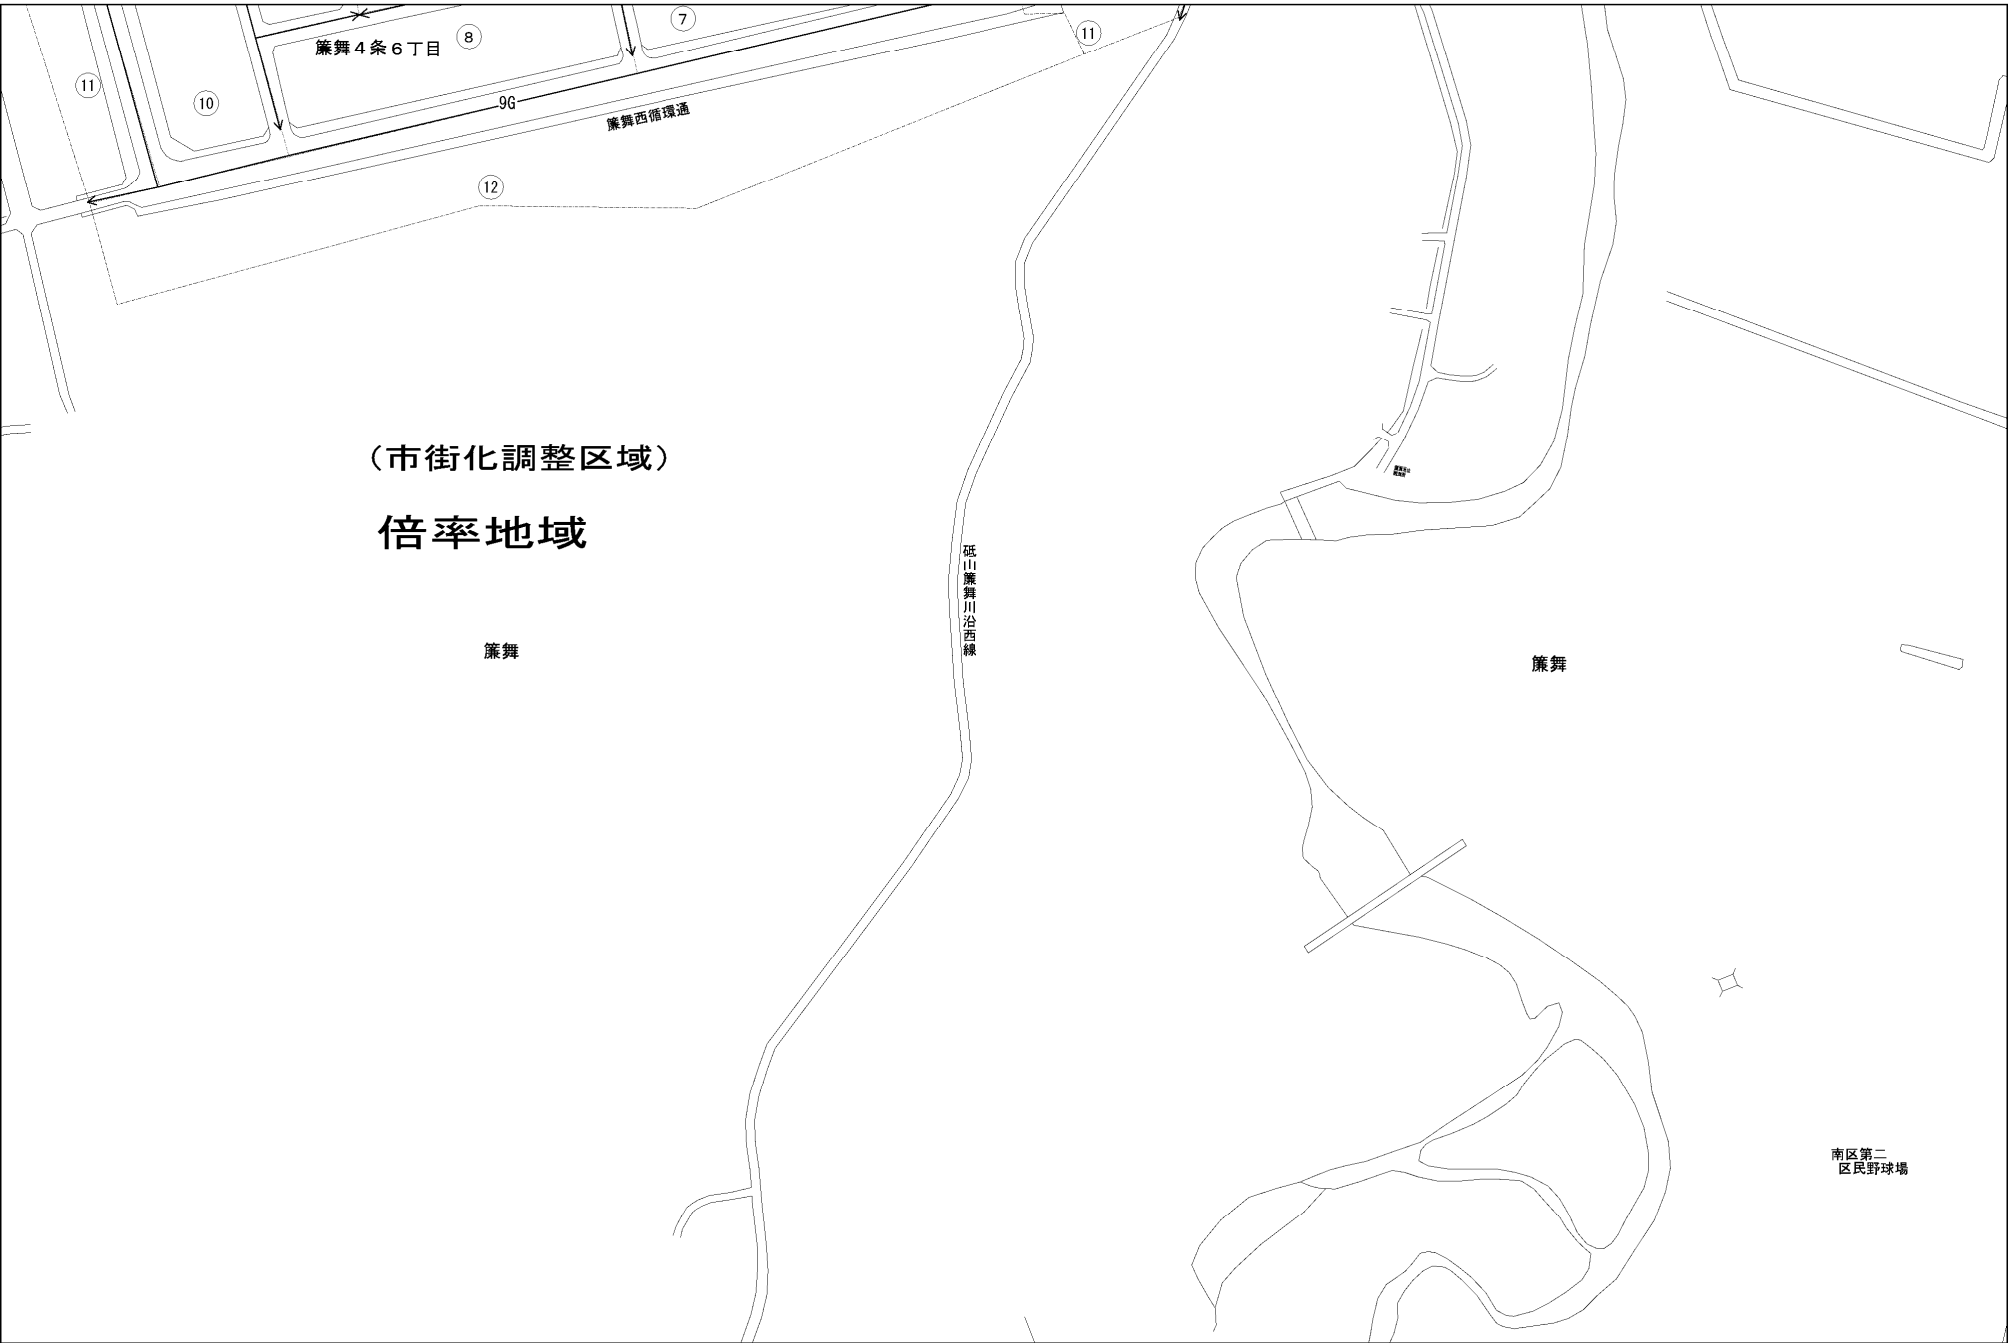 ⑦
⑧
⑪
簾舞４条６丁目
⑪
⑩
9G
簾舞西循環通
⑫
（市街化調整区域）
倍率地域
砥山簾舞川沿西線
簾舞
簾舞
南区第二
区民野球場